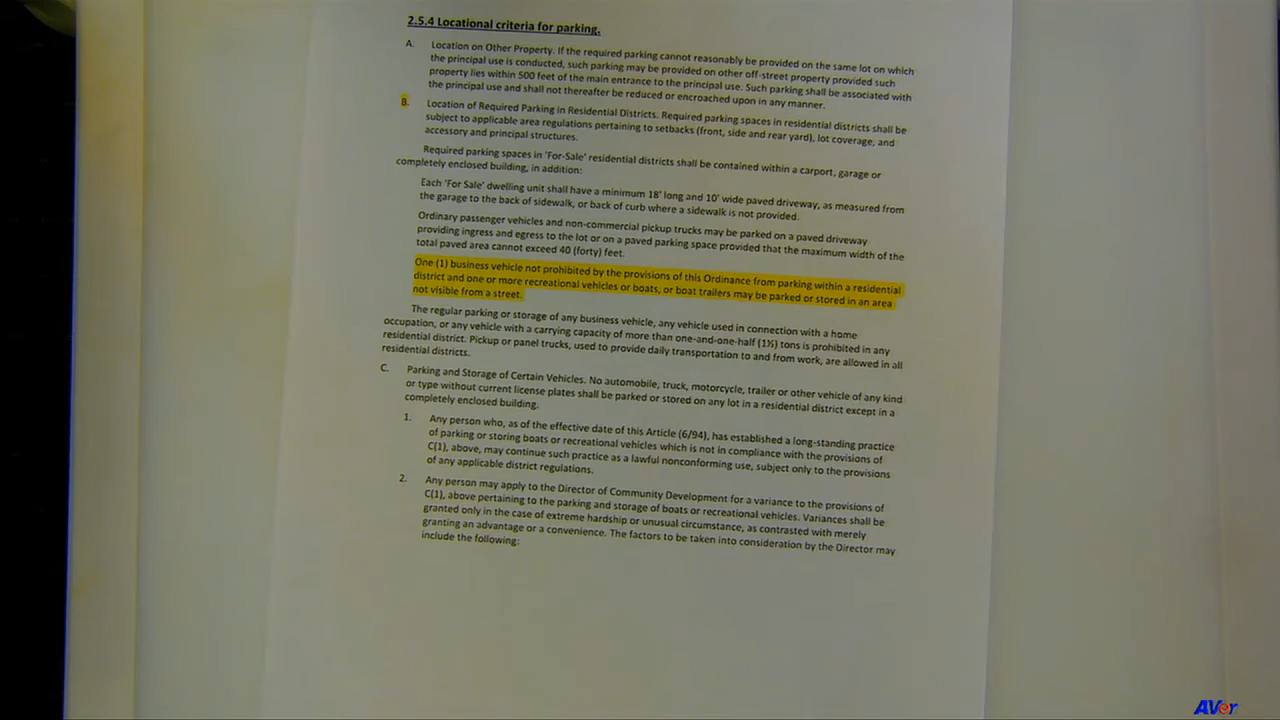 2.5.4 Locational criteria for parking.
A. Location on Other Property. If the required parking cannot reasonably be provided on the same lot on which
the principal use is conducted, such parking may be provided on other off-street property provided such
property lies within 500 feet of the main entrance to the principal use. Such parking shall be associated with
the principal use and shall not thereafter be reduced or encroached upon in any manner.
B. Location of Required Parking in Residential Districts. Required parking spaces in residential districts shall be
subject to applicable area regulations pertaining to setbacks (front, side and rear yard), lot coverage, and
accessory and principal structures.
Required parking spaces in 'For-Sale' residential districts shall be contained within a carport, garage or
completely enclosed building, in addition:
Each 'For Sale' dwelling unit shall have a minimum 18' long and 10' wide paved driveway, as measured from
the garage to the back of sidewalk, or back of curb where a sidewalk is not provided.
Ordinary passenger vehicles and non-commercial pickup trucks may be parked on a paved driveway
providing ingress and egress to the lot or on a paved parking space provided that the maximum width of the
total paved area cannot exceed 40 (forty) feet.
One (1) business vehicle not prohibited by the provisions of this Ordinance from parking within a residential
district and one or more recreational vehicles or boats, or boat trailers may be parked or stored in an area
not visible from a street.
The regular parking or storage of any business vehicle, any vehicle used in connection with a home
occupation, or any vehicle with a carrying capacity of more than one-and-one-half (1½) tons is prohibited in any
residential district. Pickup or panel trucks, used to provide daily transportation to and from work, are allowed in all
residential districts.
C. Parking and Storage of Certain Vehicles. No automobile, truck, motorcycle, trailer or other vehicle of any kind
or type without current license plates shall be parked or stored on any lot in a residential district except in a
completely enclosed building.
1. Any person who, as of the effective date of this Article (6/94), has established a long-standing practice
of parking or storing boats or recreational vehicles which is not in compliance with the provisions of
C(1), above, may continue such practice as a lawful nonconforming use, subject only to the provisions
of any applicable district regulations.
2. Any person may apply to the Director of Community Development for a variance to the provisions of
C(1), above pertaining to the parking and storage of boats or recreational vehicles. Variances shall be
granted only in the case of extreme hardship or unusual circumstance, as contrasted with merely
granting an advantage or a convenience. The factors to be taken into consideration by the Director may
include the following:
AVer